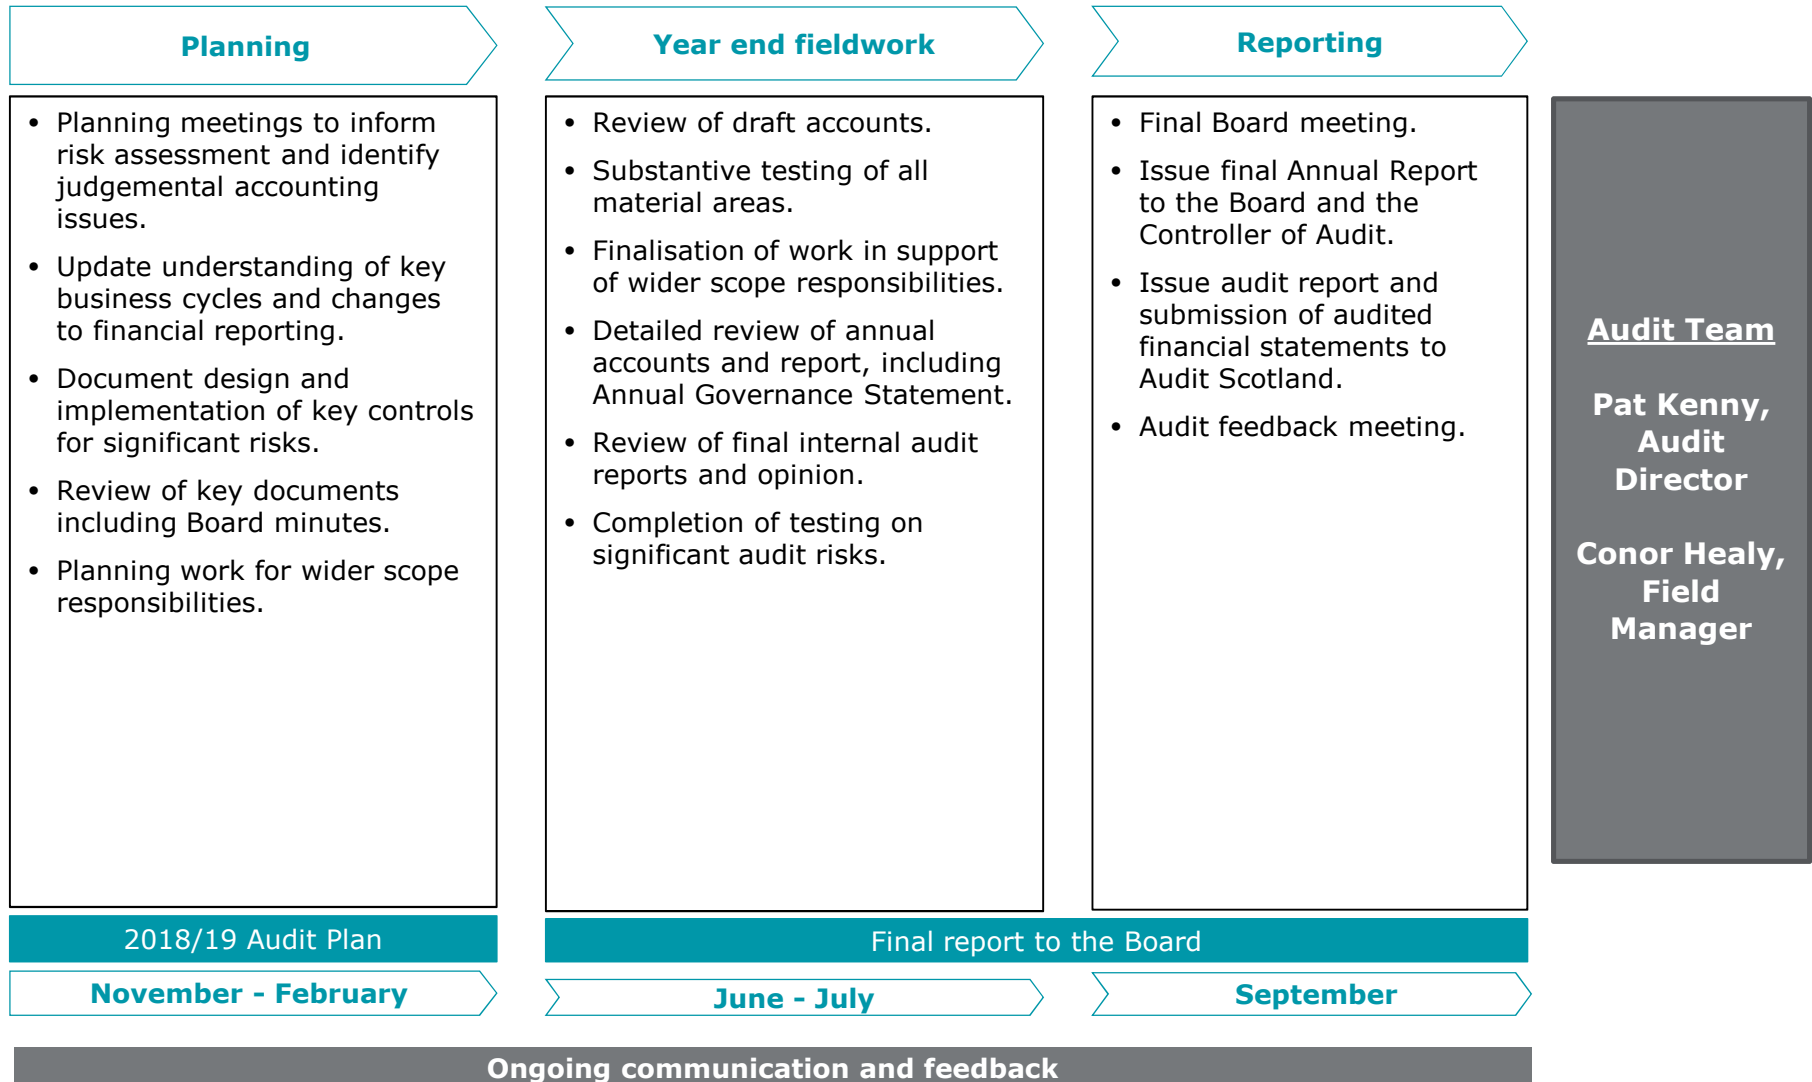 Planning
• Planning meetings to inform
risk assessment and identify
judgemental accounting
issues.
• Update understanding of key
business cycles and changes
to financial reporting.
• Document design and
implementation of key controls
for significant risks.
• Review of key documents
including Board minutes.
• Planning work for wider scope
responsibilities.
2018/19 Audit Plan
November - February
Year end fieldwork
• Review of draft accounts.
• Substantive testing of all
material areas.
• Finalisation of work in support
of wider scope responsibilities.
• Detailed review of annual
accounts and report, including
Annual Governance Statement.
• Review of final internal audit
reports and opinion.
• Completion of testing on
significant audit risks.
Reporting
• Final Board meeting.
• Issue final Annual Report
to the Board and the
Controller of Audit.
• Issue audit report and
submission of audited
financial statements to
Audit Scotland.
• Audit feedback meeting.
Final report to the Board
June - July
September
Audit Team
Pat Kenny,
Audit
Director
Conor Healy,
Field
Manager
Ongoing communication and feedback